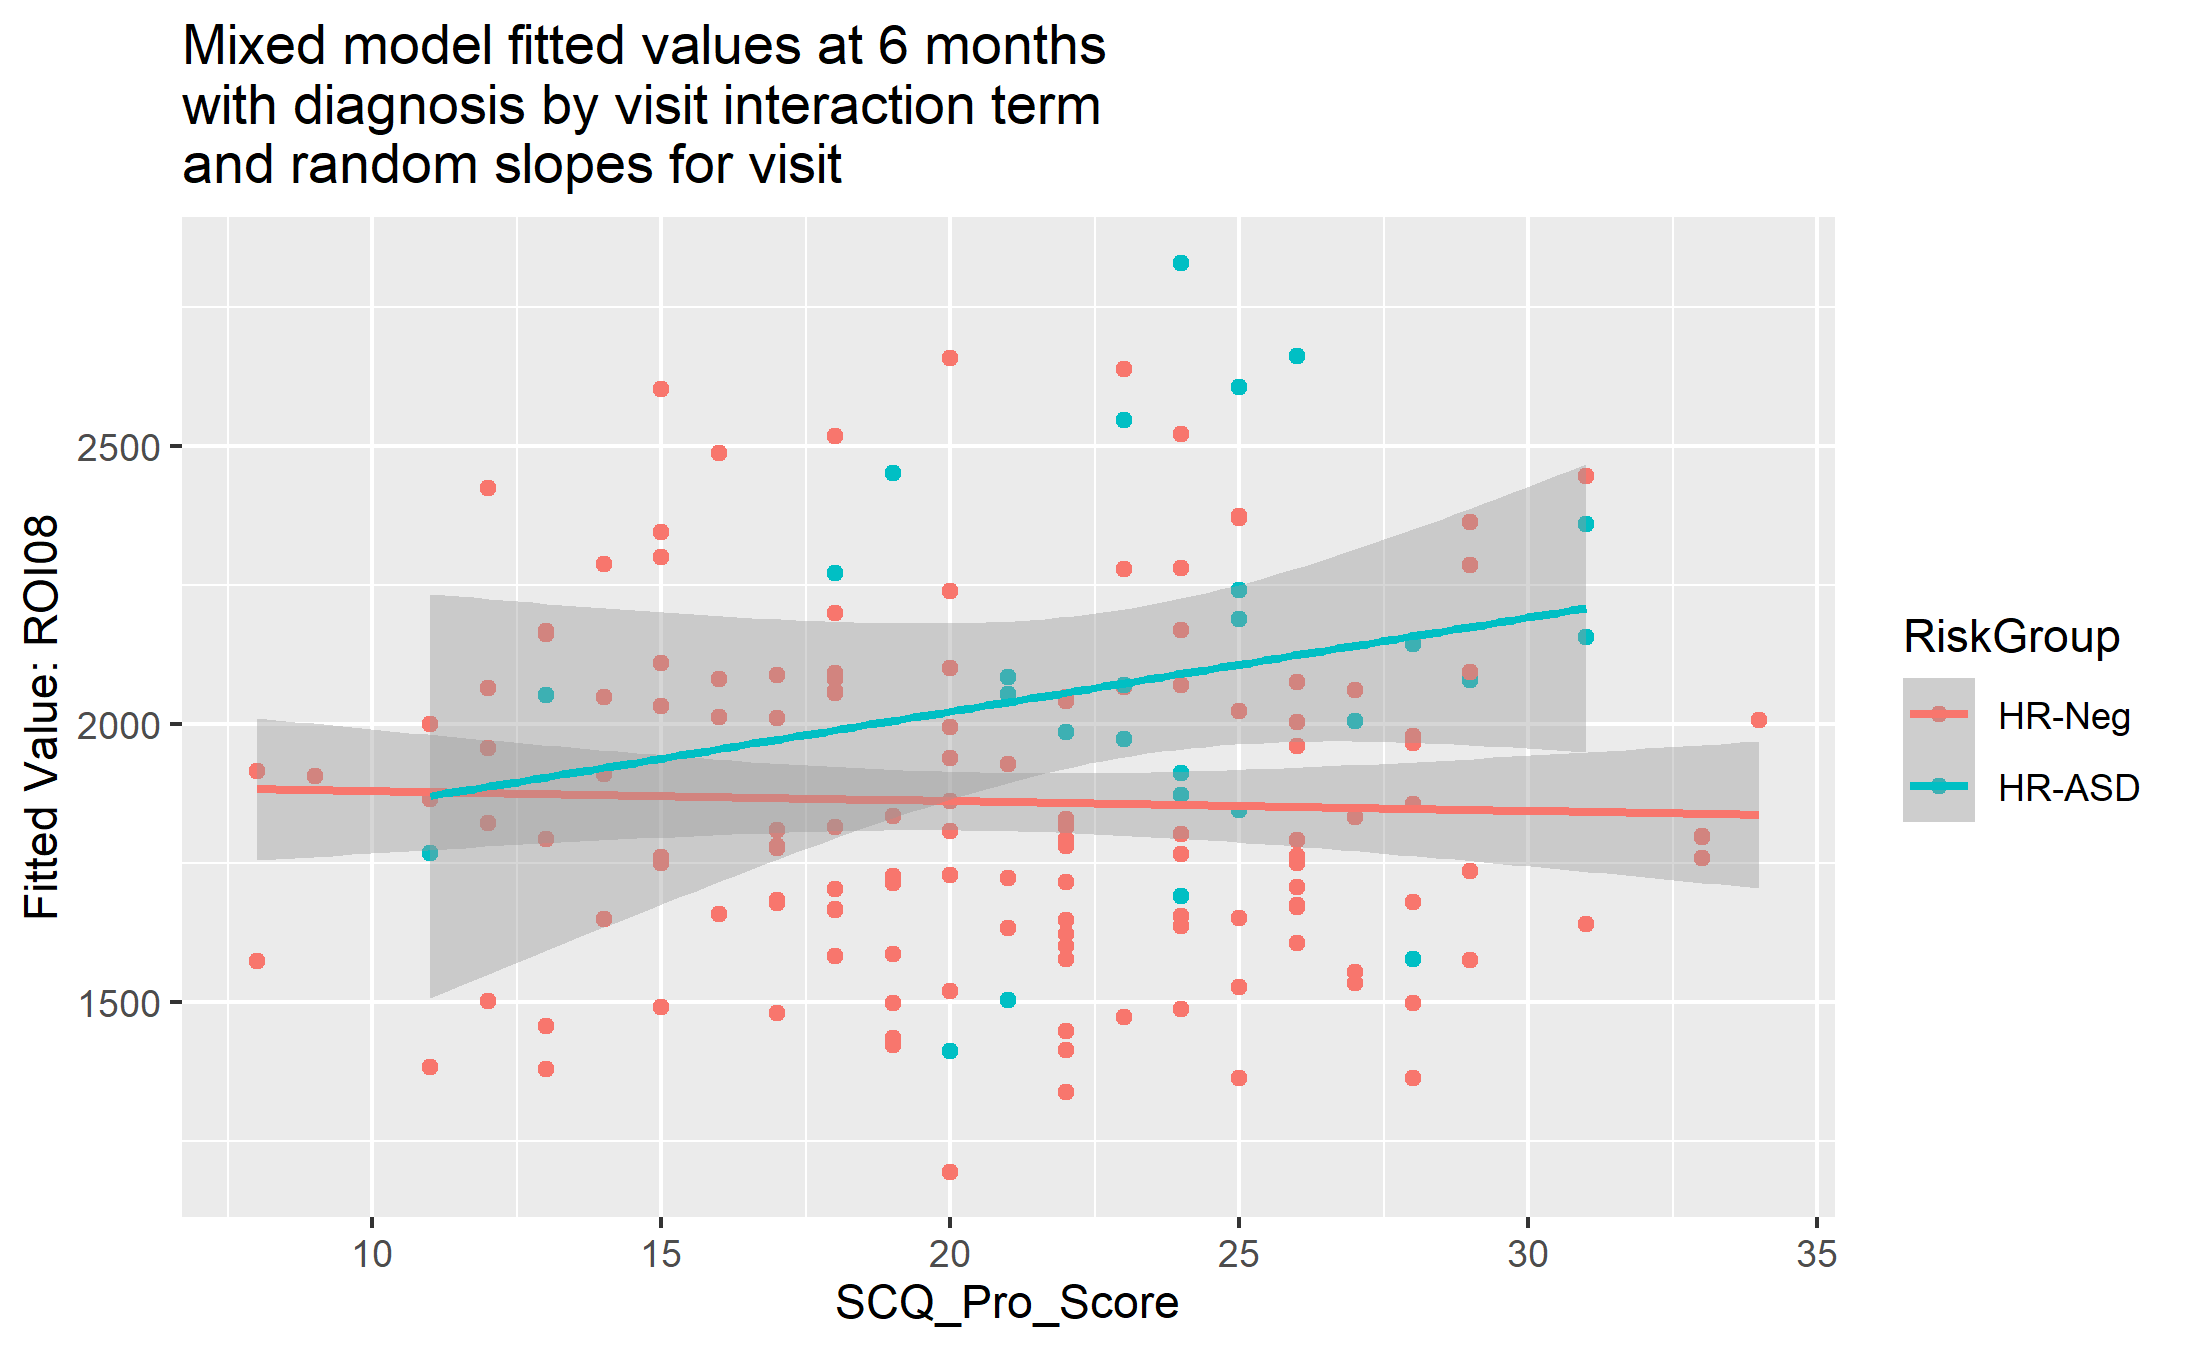 Mixed model fitted values at 6 months
with diagnosis by visit interaction term
and random slopes for visit
Fitted Value: ROI08
2500
2000
1500
10
15
20
25
30
35
SCQ_Pro_Score
RiskGroup
HR-Neg
HR-ASD